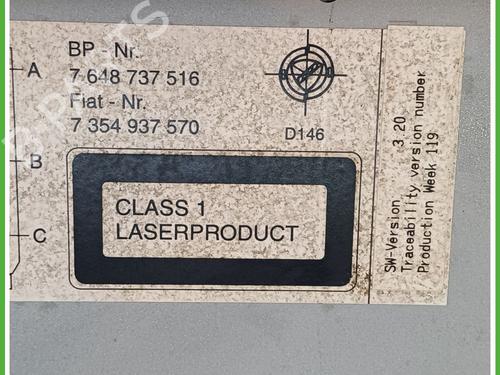 A
B
C
BP - Nr.
7 648 737 516
Fiat - Nr.
7 354 937 570
D146
CLASS 1
LASERPRODUCT
SW-Version 3.20
Traceability version number
Production Week 119